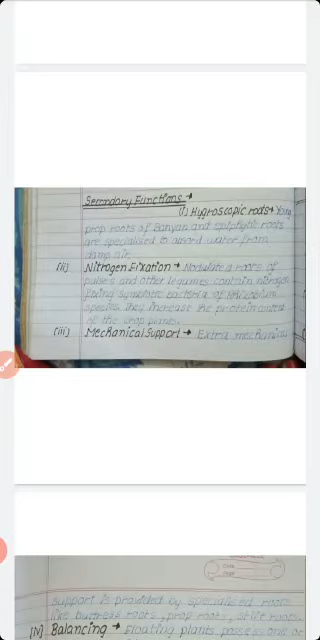 Secondary Functions →
(i) Hygroscopic roots → Young
prop roots of Banyan and epiphytic roots
are specialised to absorb water from
damp air.
(ii) Nitrogen Fixation → Nodulated roots of
pulses and other legumes contain nitrogen
fixing symbiotic bacteria of
species they increase the protein
of the crop plants.
(iii) Mechanical Support → Extra mechanical
support is provided by specialised roots
like buttress roots, prop roots, stilt roots.
(iv) Balancing → Floating plants possess one or